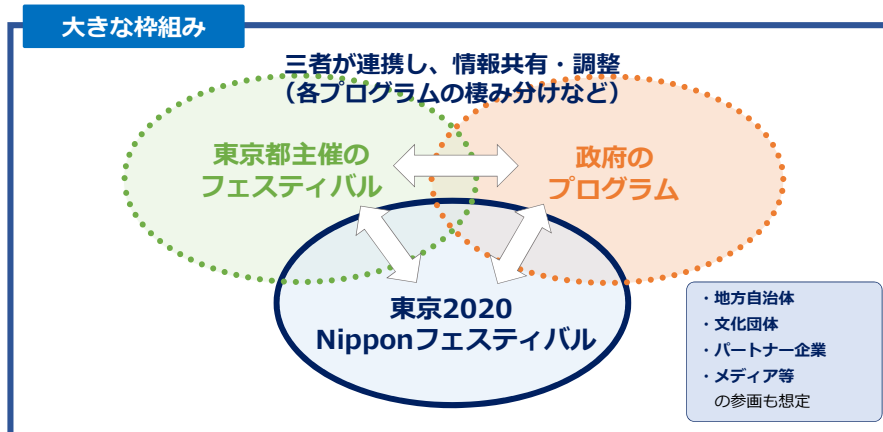 大きな枠組み
三者が連携し、情報共有・調整
（各プログラムの棲み分けなど）
東京都主催の
フェスティバル
政府の
プログラム
東京2020
Nipponフェスティバル
・地方自治体
・文化団体
・パートナー企業
・メディア等
の参画も想定